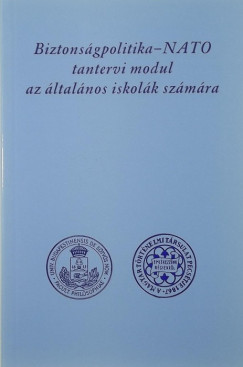 Biztonságpolitika–NATO
tantervi modul
az általános iskolák számára